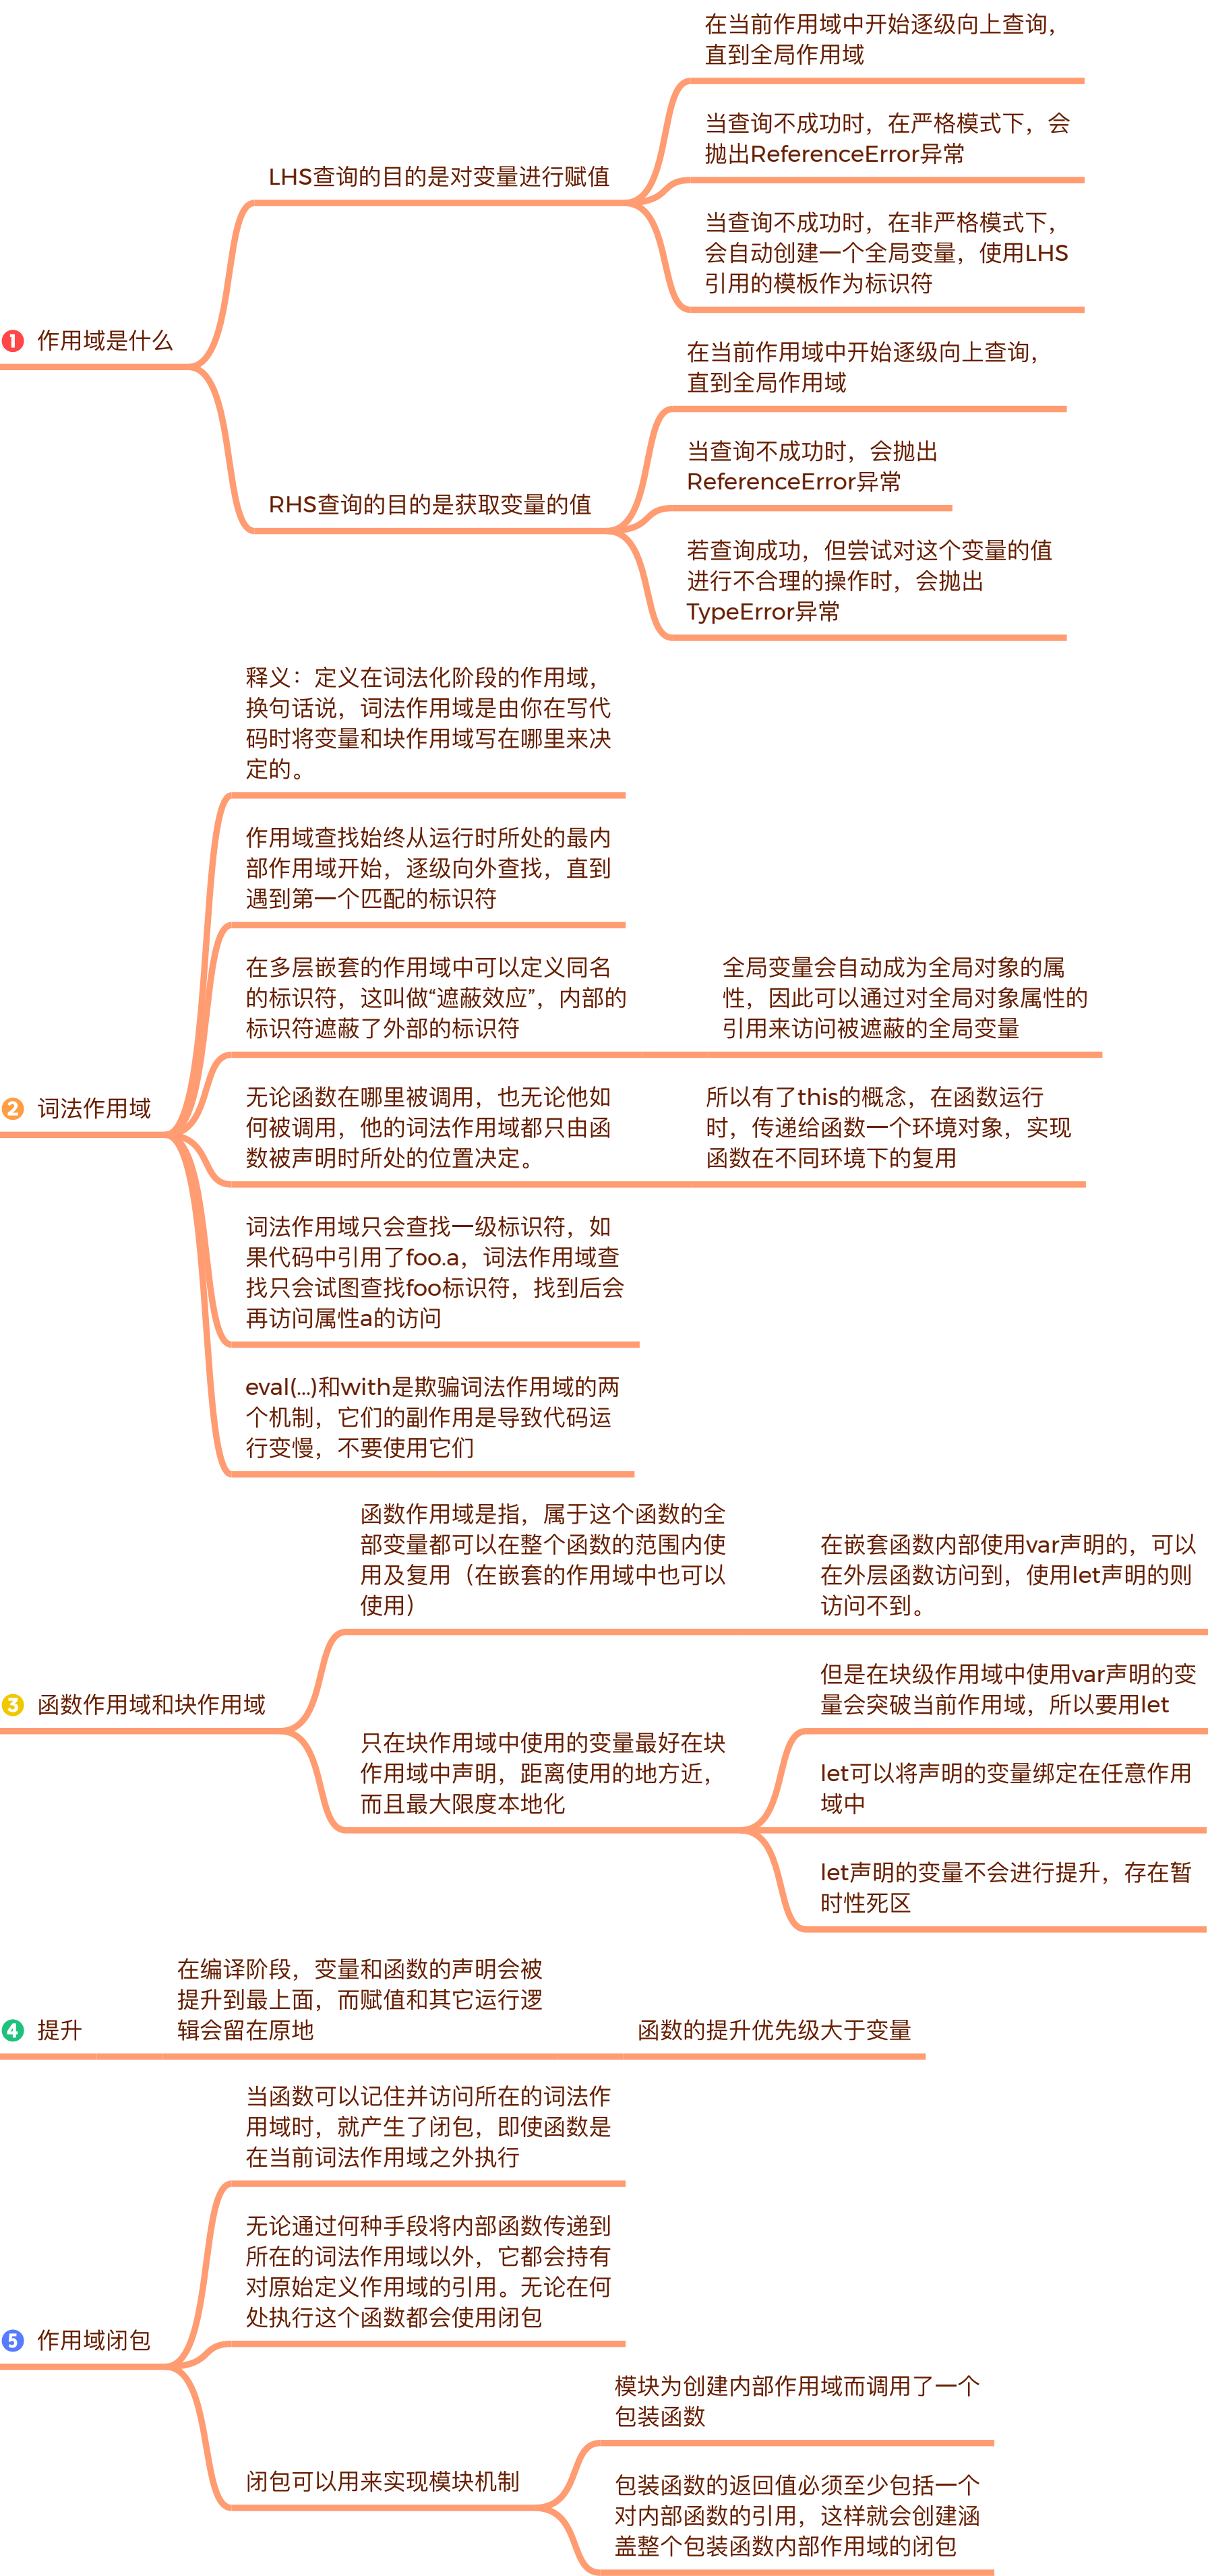 在当前作用域中开始逐级向上查询，
直到全局作用域
当查询不成功时，在严格模式下，会
抛出ReferenceError异常
LHS查询的目的是对变量进行赋值
当查询不成功时，在非严格模式下，
会自动创建一个全局变量，使用LHS
引用的模板作为标识符
1 作用域是什么
在当前作用域中开始逐级向上查询，
直到全局作用域
当查询不成功时，会抛出
ReferenceError异常
RHS查询的目的是获取变量的值
若查询成功，但尝试对这个变量的值
进行不合理的操作时，会抛出
TypeError异常
释义：定义在词法化阶段的作用域，
换句话说，词法作用域是由你在写代
码时将变量和块作用域写在哪里来决
定的。
作用域查找始终从运行时所处的最内
部作用域开始，逐级向外查找，直到
遇到第一个匹配的标识符
在多层嵌套的作用域中可以定义同名
的标识符，这叫做“遮蔽效应”，内部的
标识符遮蔽了外部的标识符
全局变量会自动成为全局对象的属
性，因此可以通过对全局对象属性的
引用来访问被遮蔽的全局变量
2 词法作用域
无论函数在哪里被调用，也无论他如
何被调用，他的词法作用域都只由函
数被声明时所处的位置决定。
所以有了this的概念，在函数运行
时，传递给函数一个环境对象，实现
函数在不同环境下的复用
词法作用域只会查找一级标识符，如
果代码中引用了foo.a，词法作用域查
找只会试图查找foo标识符，找到后会
再访问属性a的访问
eval(...)和with是欺骗词法作用域的两
个机制，它们的副作用是导致代码运
行变慢，不要使用它们
函数作用域是指，属于这个函数的全
部变量都可以在整个函数的范围内使
用及复用（在嵌套的作用域中也可以
使用）
在嵌套函数内部使用var声明的，可以
在外层函数访问到，使用let声明的则
访问不到。
3 函数作用域和块作用域
但是在块级作用域中使用var声明的变
量会突破当前作用域，所以要用let
只在块作用域中使用的变量最好在块
作用域中声明，距离使用的地方近，
而且最大限度本地化
let可以将声明的变量绑定在任意作用
域中
let声明的变量不会进行提升，存在暂
时性死区
4 提升
在编译阶段，变量和函数的声明会被
提升到最上面，而赋值和其它运行逻
辑会留在原地
函数的提升优先级大于变量
当函数可以记住并访问所在的词法作
用域时，就产生了闭包，即使函数是
在当前词法作用域之外执行
无论通过何种手段将内部函数传递到
所在的词法作用域以外，它都会持有
对原始定义作用域的引用。无论在何
处执行这个函数都会使用闭包
5 作用域闭包
模块为创建内部作用域而调用了一个
包装函数
闭包可以用来实现模块机制
包装函数的返回值必须至少包括一个
对内部函数的引用，这样就会创建涵
盖整个包装函数内部作用域的闭包